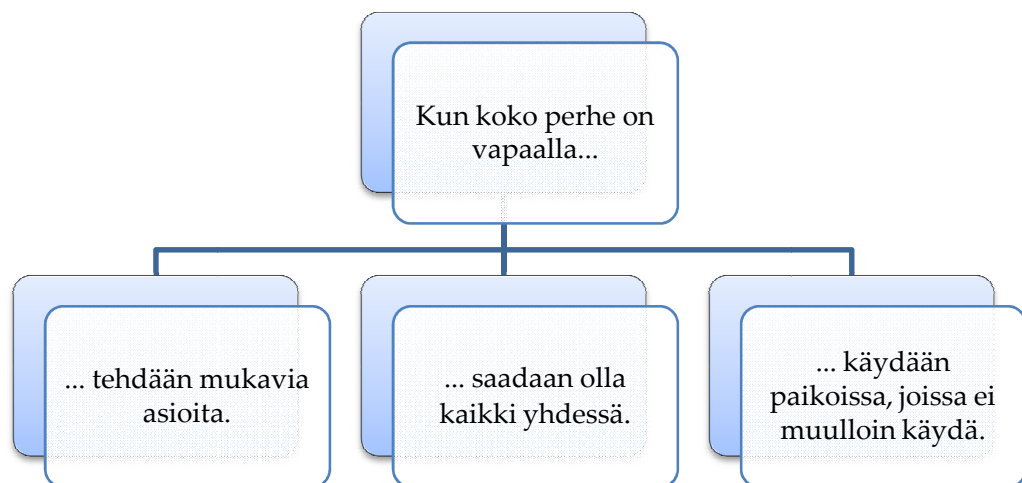 Kun koko perhe on
vapaalla...
... tehdään mukavia
asioita.
... saadaan olla
kaikki yhdessä.
... käydään
paikoissa, joissa ei
muulloin käydä.